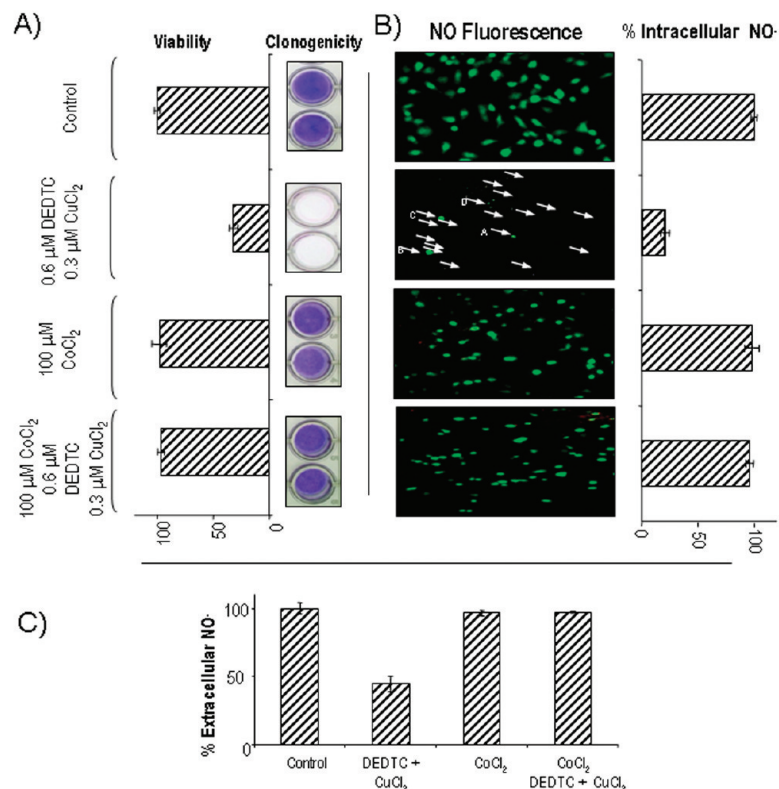 A)
Viability
Clonogenicity
B)
NO Fluorescence
% Intracellular NO·
Control
0.6 µM DEDTC
0.3 µM CuCl2
100 µM
CoCl2
100 µM CoCl2
0.6 µM
DEDTC
0.3 µM CuCl2
100
50
0
A
B
C
D
0
50
100
C)
% Extracellular NO·
100
50
0
Control
DEDTC +
CuCl2
CoCl2
CoCl2
DEDTC + CuCl2